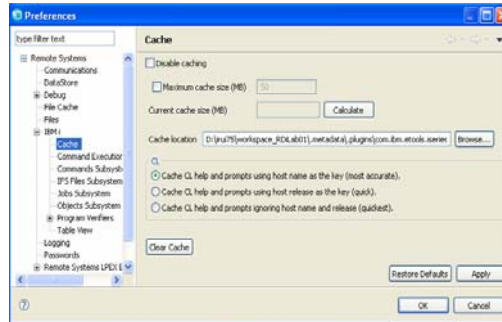 Preferences
type filter text
Cache
Remote Systems
Communications
DataStore
Debug
File Cache
Files
IBM i
Cache
Command Execution
Commands Subsyst
IFS Files Subsystem
Jobs Subsystem
Objects Subsystem
Program Verifiers
Table View
Logging
Passwords
Remote Systems LPEX E
Disable caching
Maximum cache size (MB)
50
Current cache size (MB)
Calculate
Cache location
Browse...
CL
Cache CL help and prompts using host name as the key (most accurate).
Cache CL help and prompts using host release as the key (quick).
Cache CL help and prompts ignoring host name and release (quickest).
Clear Cache
Restore Defaults
Apply
OK
Cancel